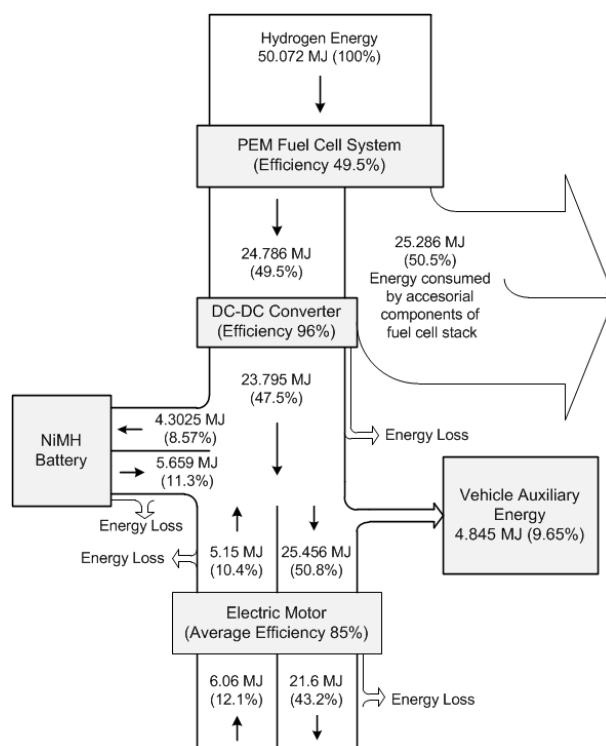 Hydrogen Energy
50.072 MJ (100%)
PEM Fuel Cell System
(Efficiency 49.5%)
24.786 MJ
(49.5%)
25.286 MJ
(50.5%)
Energy consumed
by accesorial
components of
fuel cell stack
DC-DC Converter
(Efficiency 96%)
23.795 MJ
(47.5%)
NiMH
Battery
4.3025 MJ
(8.57%)
5.659 MJ
(11.3%)
Energy Loss
Energy Loss
Vehicle Auxiliary
Energy
4.845 MJ (9.65%)
Energy Loss
5.15 MJ
(10.4%)
25.456 MJ
(50.8%)
Electric Motor
(Average Efficiency 85%)
6.06 MJ
(12.1%)
21.6 MJ
(43.2%)
Energy Loss